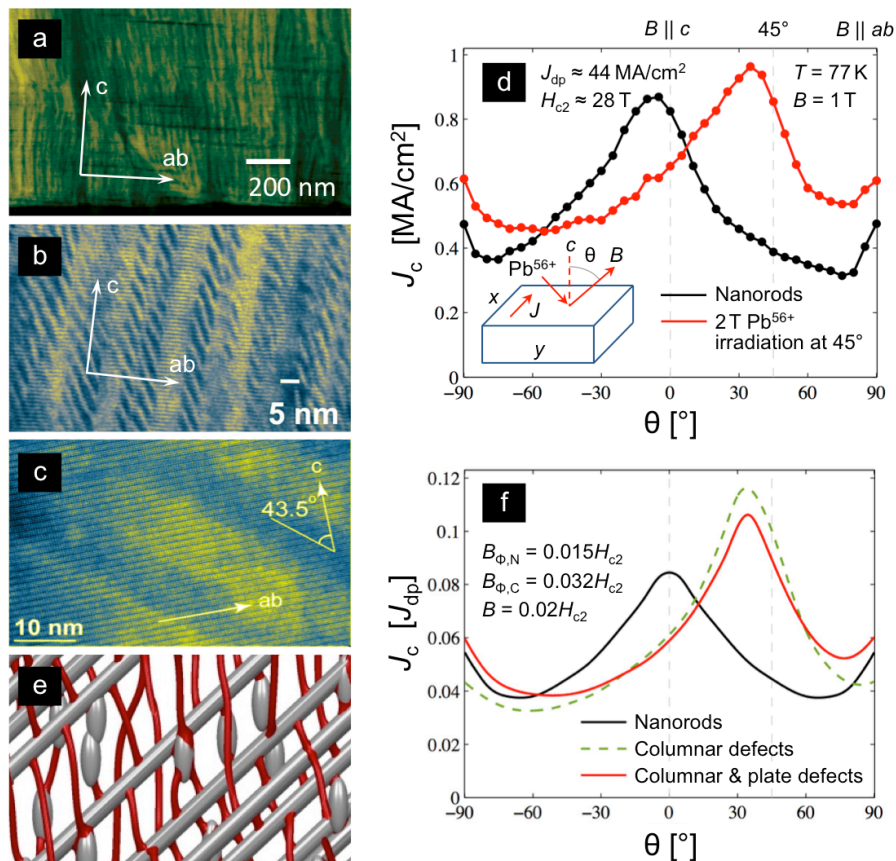 a
c
ab
200 nm
b
c
ab
5 nm
c
c
43.5°
ab
10 nm
e
B || c
45°
B || ab
d
J_dp ≈ 44 MA/cm²
H_c2 ≈ 28 T
T = 77 K
B = 1 T
J_c [MA/cm²]
1
0.8
0.6
0.4
0.2
0
c
θ
B
Pb⁵⁶⁺
x
J
y
Nanorods
2 T Pb⁵⁶⁺
irradiation at 45°
−90 −60 −30 0 30 60 90
θ [°]
f
B_Φ,N = 0.015H_c2
B_Φ,C = 0.032H_c2
B = 0.02H_c2
J_c [J_dp]
0.12
0.1
0.08
0.06
0.04
0.02
0
Nanorods
Columnar defects
Columnar & plate defects
−90 −60 −30 0 30 60 90
θ [°]